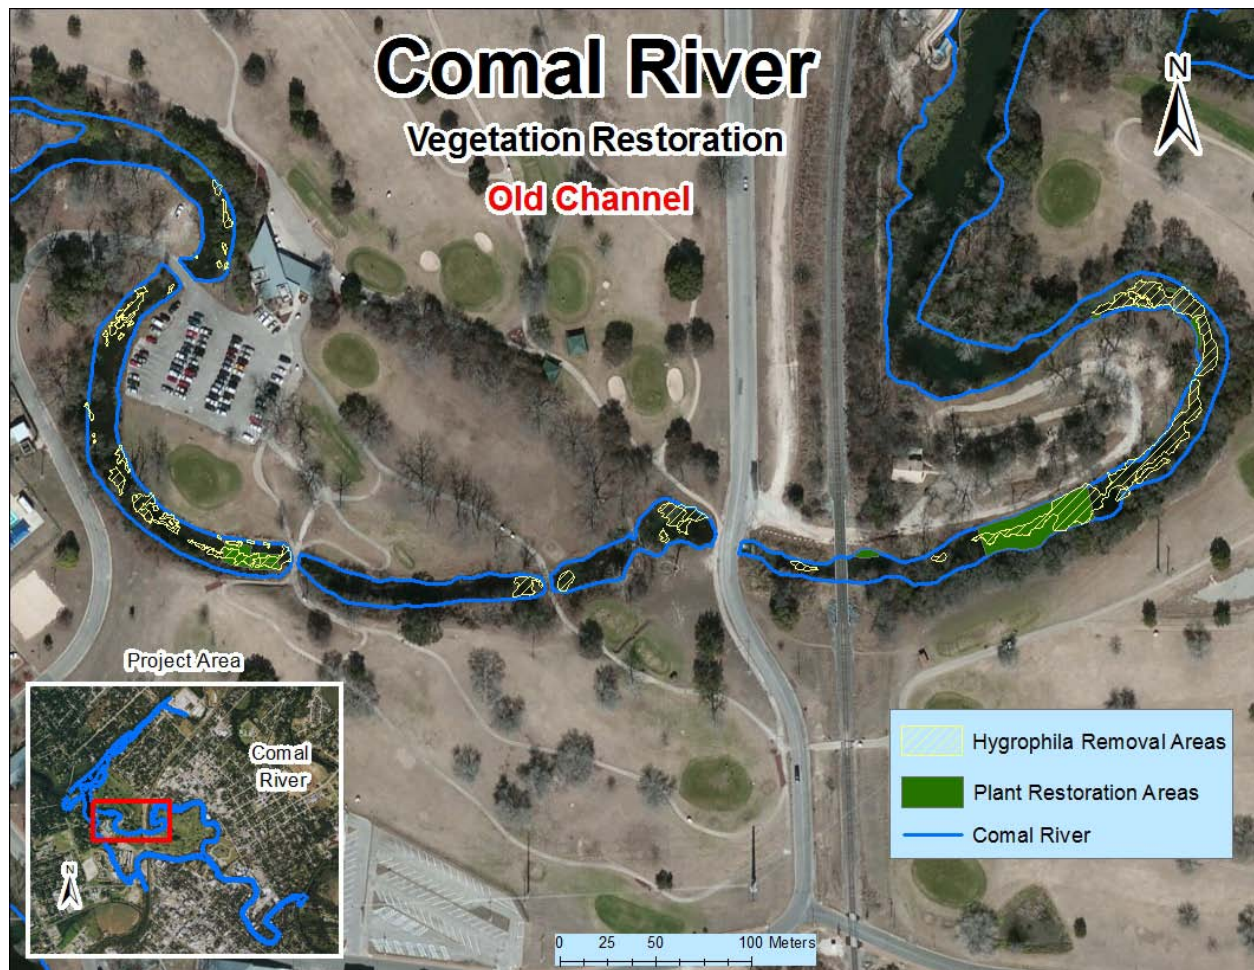 Comal River
Vegetation Restoration
Old Channel
N
Project Area
Comal
River
N
Hygrophila Removal Areas
Plant Restoration Areas
Comal River
0 25 50 100 Meters